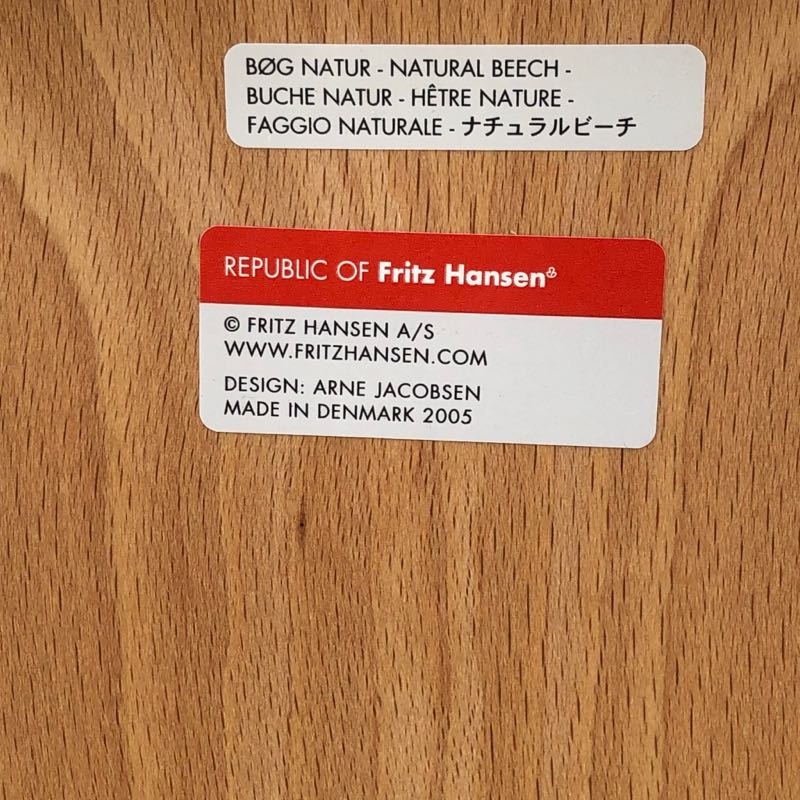 BØG NATUR - NATURAL BEECH -
BUCHE NATUR - HÊTRE NATURE -
FAGGIO NATURALE - ナチュラルビーチ
REPUBLIC OF Fritz Hansen
© FRITZ HANSEN A/S
WWW.FRITZHANSEN.COM
DESIGN: ARNE JACOBSEN
MADE IN DENMARK 2005